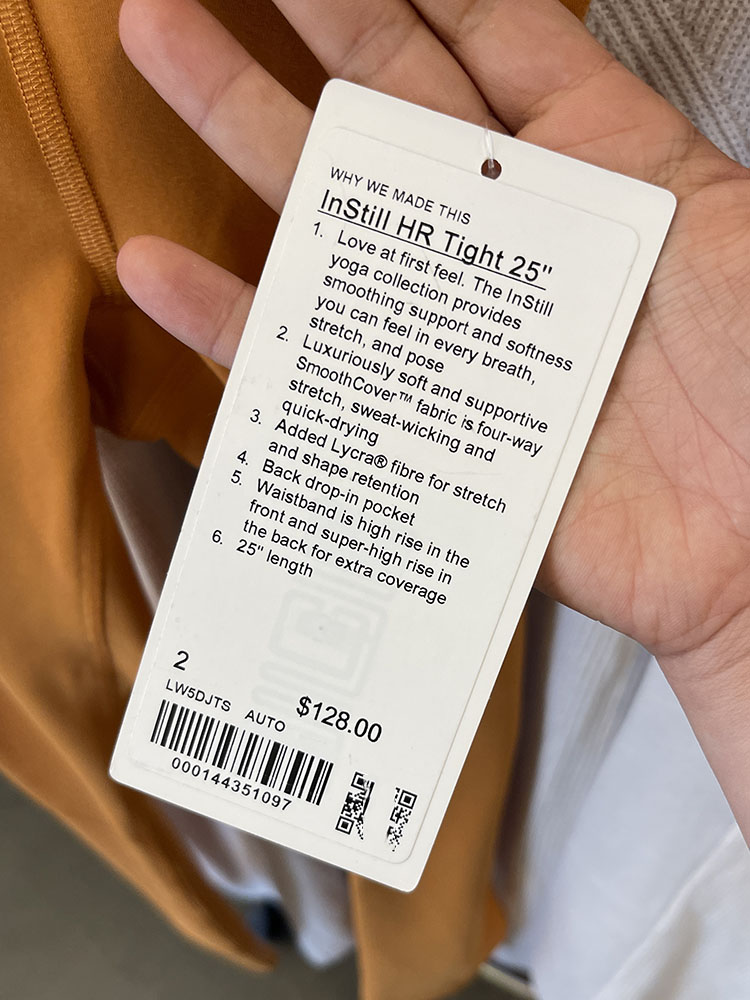 WHY WE MADE THIS
InStill HR Tight 25"
1. Love at first feel. The InStill
yoga collection provides
smoothing support and softness
you can feel in every breath,
stretch, and pose
2. Luxuriously soft and supportive
SmoothCover™ fabric is four-way
stretch, sweat-wicking and
quick-drying
3. Added Lycra® fibre for stretch
and shape retention
4. Back drop-in pocket
5. Waistband is high rise in the
front and super-high rise in
the back for extra coverage
6. 25" length
2
LW5DJTS AUTO $128.00
000144351097